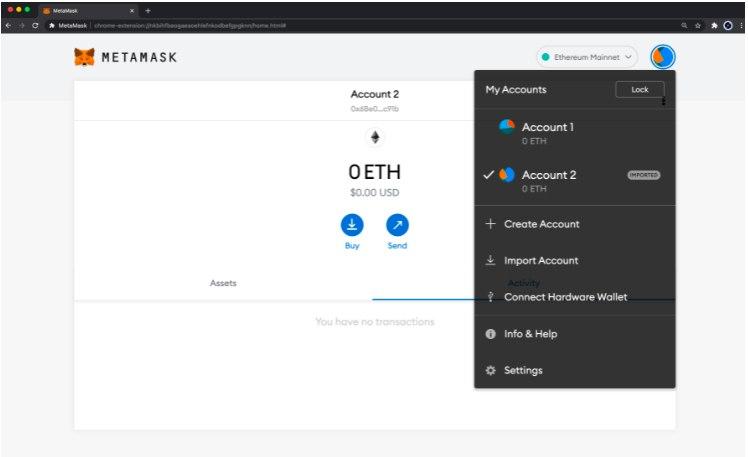 MetaMask
MetaMask | chrome-extension://nkbihfbeogaeaoehlefnkodbefgpgknn/home.html#
METAMASK
Ethereum Mainnet
Account 2
0x68e0...c91b
0 ETH
$0.00 USD
Buy
Send
Assets
Activity
You have no transactions
My Accounts
Lock
Account 1
0 ETH
Account 2
IMPORTED
0 ETH
Create Account
Import Account
Connect Hardware Wallet
Info & Help
Settings